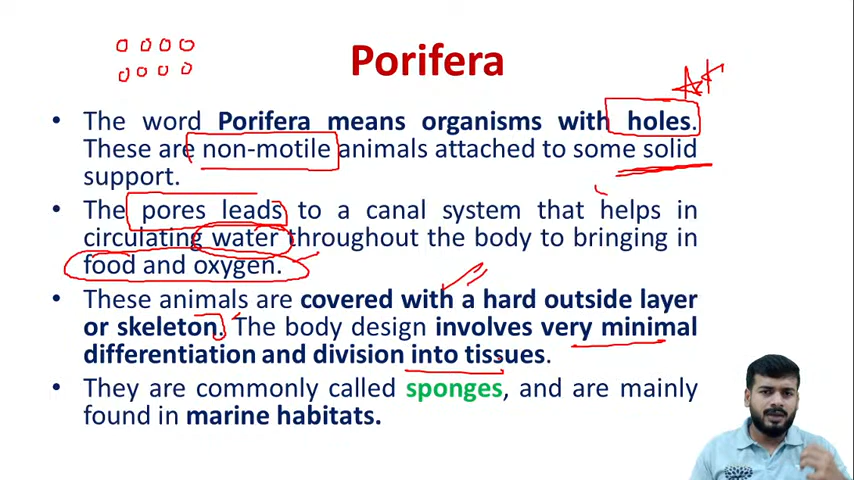 Porifera
• The word Porifera means organisms with holes.
These are non-motile animals attached to some solid
support.
• The pores leads to a canal system that helps in
circulating water throughout the body to bringing in
food and oxygen.
• These animals are covered with a hard outside layer
or skeleton. The body design involves very minimal
differentiation and division into tissues.
• They are commonly called sponges, and are mainly
found in marine habitats.